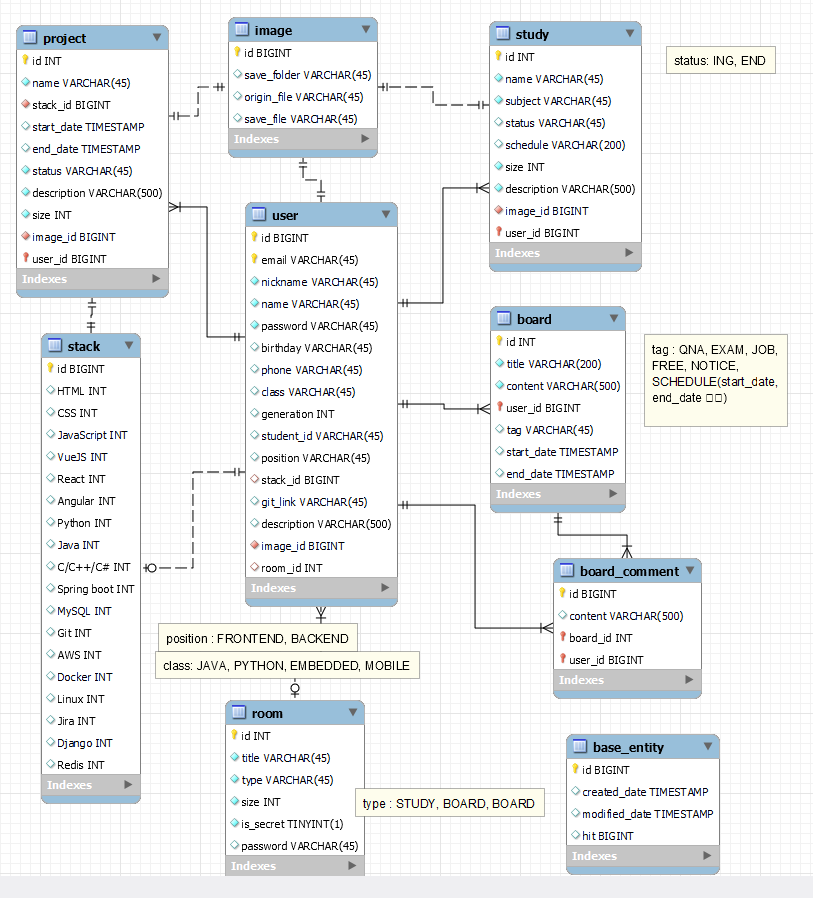 project
id INT
name VARCHAR(45)
stack_id BIGINT
start_date TIMESTAMP
end_date TIMESTAMP
status VARCHAR(45)
description VARCHAR(500)
size INT
image_id BIGINT
user_id BIGINT
Indexes
image
id BIGINT
save_folder VARCHAR(45)
origin_file VARCHAR(45)
save_file VARCHAR(45)
Indexes
study
id INT
name VARCHAR(45)
subject VARCHAR(45)
status VARCHAR(45)
schedule VARCHAR(200)
size INT
description VARCHAR(500)
image_id BIGINT
user_id BIGINT
Indexes
status: ING, END
user
id BIGINT
email VARCHAR(45)
nickname VARCHAR(45)
name VARCHAR(45)
password VARCHAR(45)
birthday VARCHAR(45)
phone VARCHAR(45)
class VARCHAR(45)
generation INT
student_id VARCHAR(45)
position VARCHAR(45)
stack_id BIGINT
git_link VARCHAR(45)
description VARCHAR(500)
image_id BIGINT
room_id INT
Indexes
stack
id BIGINT
HTML INT
CSS INT
JavaScript INT
VueJS INT
React INT
Angular INT
Python INT
Java INT
C/C++/C# INT
Spring boot INT
MySQL INT
Git INT
AWS INT
Docker INT
Linux INT
Jira INT
Django INT
Redis INT
Indexes
board
id INT
title VARCHAR(200)
content VARCHAR(500)
user_id BIGINT
tag VARCHAR(45)
start_date TIMESTAMP
end_date TIMESTAMP
Indexes
tag : QNA, EXAM, JOB,
FREE, NOTICE,
SCHEDULE(start_date,
end_date □□)
board_comment
id BIGINT
content VARCHAR(500)
board_id INT
user_id BIGINT
Indexes
position : FRONTEND, BACKEND
class: JAVA, PYTHON, EMBEDDED, MOBILE
room
id INT
title VARCHAR(45)
type VARCHAR(45)
size INT
is_secret TINYINT(1)
password VARCHAR(45)
Indexes
type : STUDY, BOARD, BOARD
base_entity
id BIGINT
created_date TIMESTAMP
modified_date TIMESTAMP
hit BIGINT
Indexes